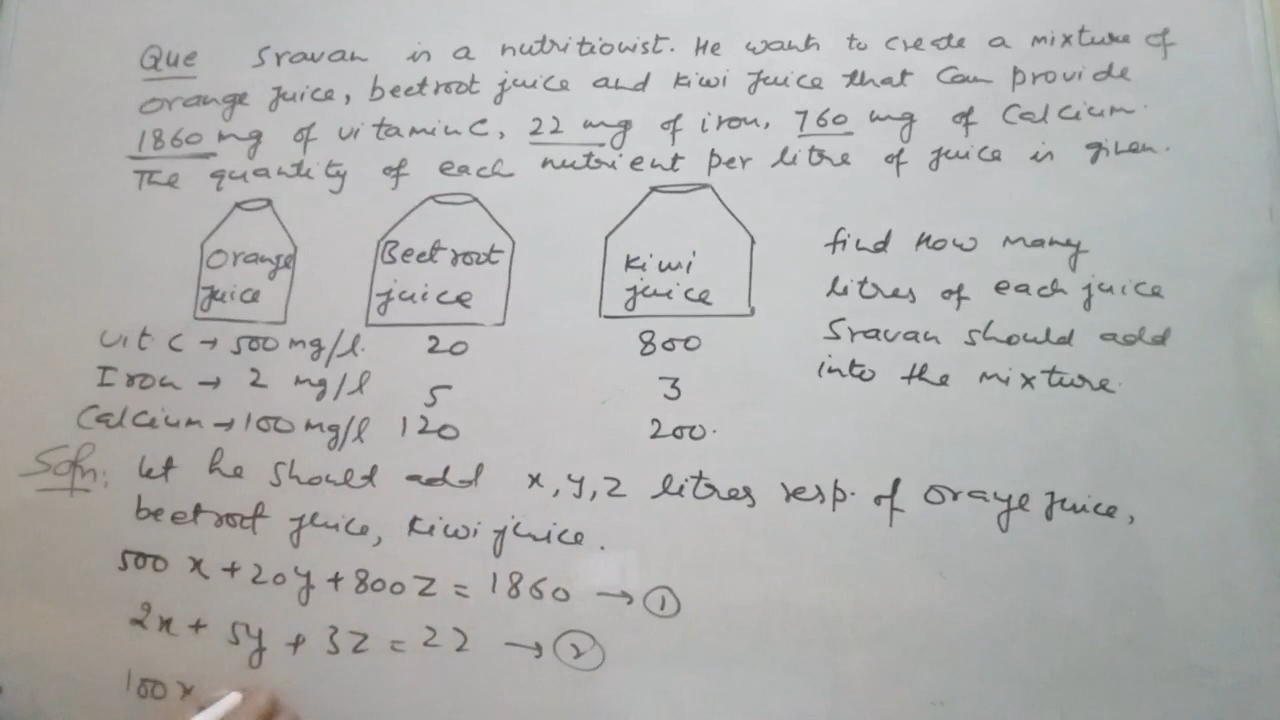 Que Sravan is a nutritionist. He wants to create a mixture of
orange juice, beetroot juice and kiwi juice that can provide
1860 mg of vitamin C, 22 mg of iron, 760 mg of calcium.
The quantity of each nutrient per litre of juice is given.
Orange
juice
Beetroot
juice
kiwi
juice
find how many
litres of each juice
Sravan should add
into the mixture.
Vit C → 500 mg/l. 20 800
Iron → 2 mg/l 5 3
Calcium → 100 mg/l 120 200.
Soln: let he should add x, y, z litres resp. of orange juice,
beetroot juice, kiwi juice.
500 x + 20y + 800 z = 1860 → ①
2x + 5y + 3z = 22 → ②
100 x